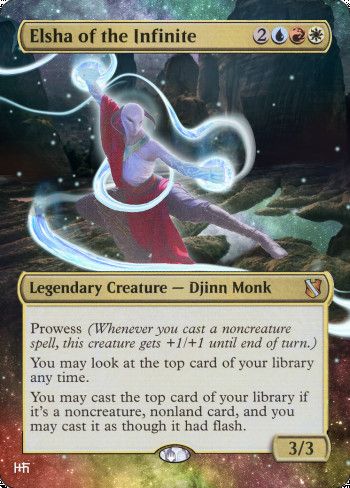 Elsha of the Infinite 2
Legendary Creature — Djinn Monk
Prowess (Whenever you cast a noncreature
spell, this creature gets +1/+1 until end of turn.)
You may look at the top card of your library
any time.
You may cast the top card of your library if
it's a noncreature, nonland card, and you
may cast it as though it had flash.
3/3